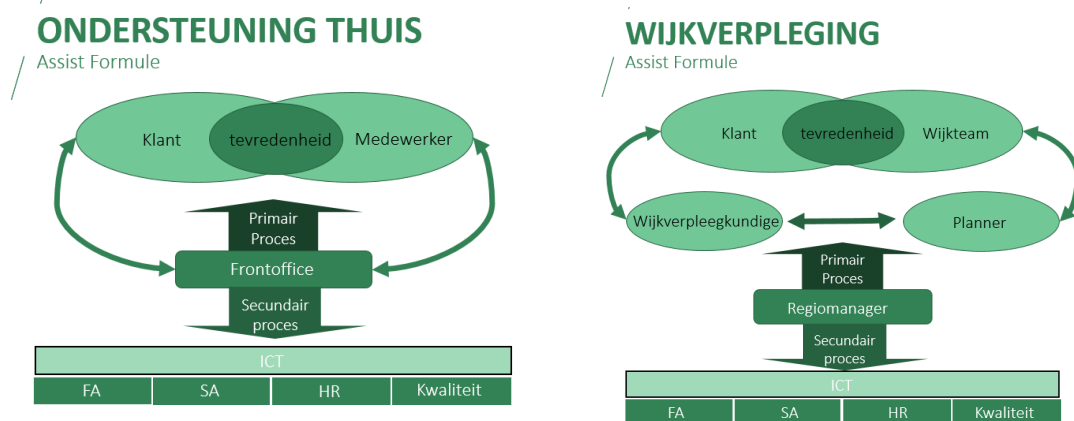 ONDERSTEUNING THUIS
Assist Formule
Klant
tevredenheid
Medewerker
Primair
Proces
Frontoffice
Secundair
proces
ICT
FA
SA
HR
Kwaliteit
WIJKVERPLEGING
Assist Formule
Klant
tevredenheid
Wijkteam
Wijkverpleegkundige
Planner
Primair
Proces
Regiomanager
Secundair
proces
ICT
FA
SA
HR
Kwaliteit